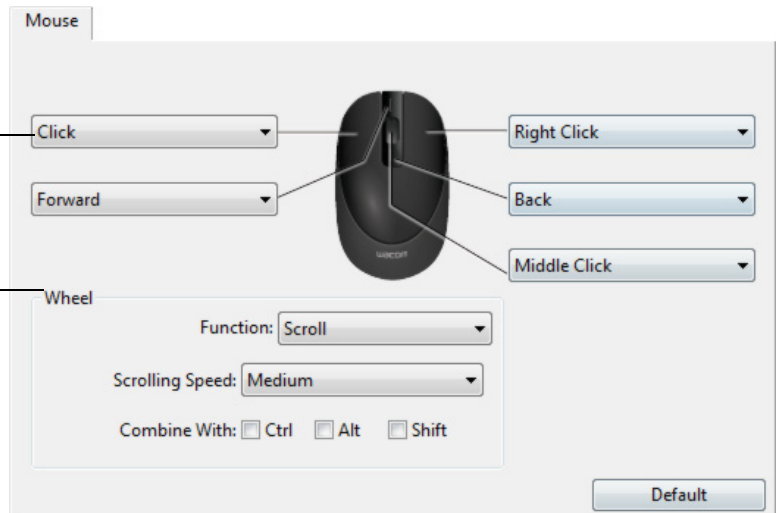 Mouse
Click
Right Click
Forward
Back
wacom
Middle Click
Wheel
Function: Scroll
Scrolling Speed: Medium
Combine With: Ctrl Alt Shift
Default